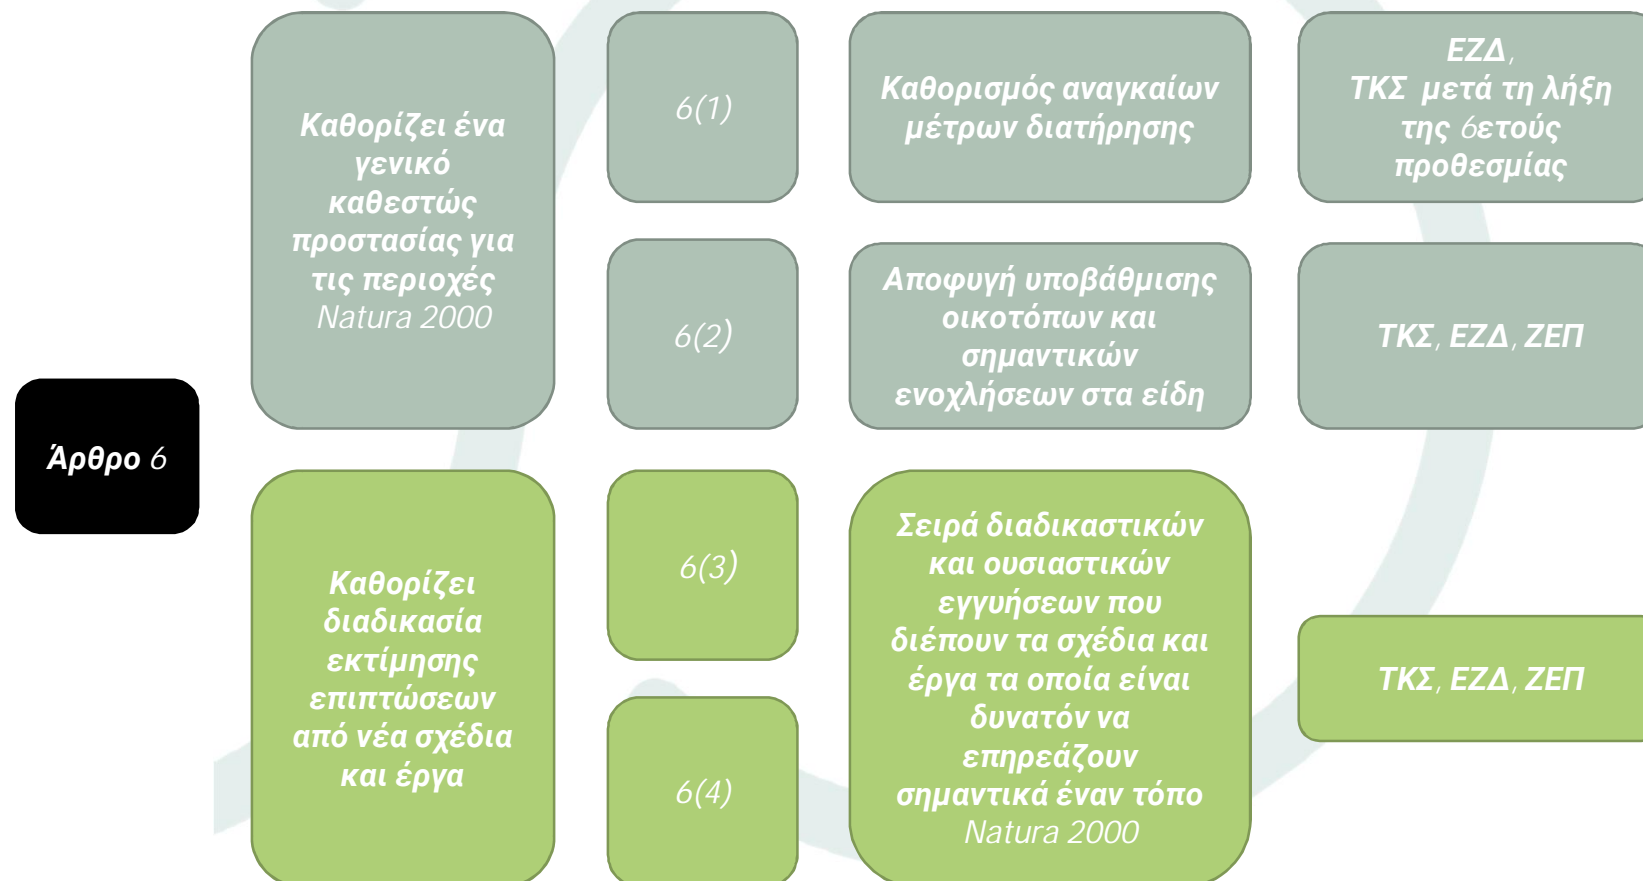 Άρθρο 6
Καθορίζει ένα
γενικό
καθεστώς
προστασίας για
τις περιοχές
Natura 2000
6(1)
Καθορισμός αναγκαίων
μέτρων διατήρησης
ΕΖΔ,
ΤΚΣ μετά τη λήξη
της 6ετούς
προθεσμίας
6(2)
Αποφυγή υποβάθμισης
οικοτόπων και
σημαντικών
ενοχλήσεων στα είδη
ΤΚΣ, ΕΖΔ, ΖΕΠ
Καθορίζει
διαδικασία
εκτίμησης
επιπτώσεων
από νέα σχέδια
και έργα
6(3)
6(4)
Σειρά διαδικαστικών
και ουσιαστικών
εγγυήσεων που
διέπουν τα σχέδια και
έργα τα οποία είναι
δυνατόν να
επηρεάζουν
σημαντικά έναν τόπο
Natura 2000
ΤΚΣ, ΕΖΔ, ΖΕΠ